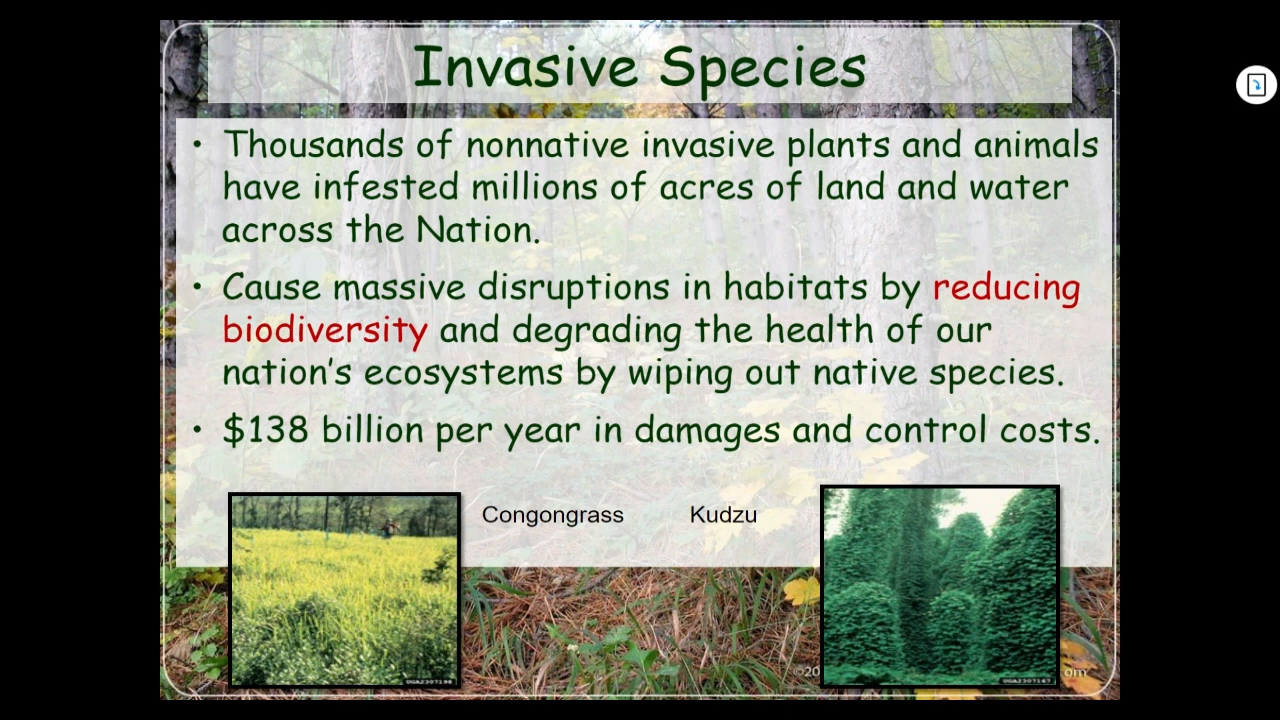 Invasive Species
• Thousands of nonnative invasive plants and animals
have infested millions of acres of land and water
across the Nation.
• Cause massive disruptions in habitats by reducing
biodiversity and degrading the health of our
nation's ecosystems by wiping out native species.
• $138 billion per year in damages and control costs.
Congongrass Kudzu
UGA2307198
UGA2307167